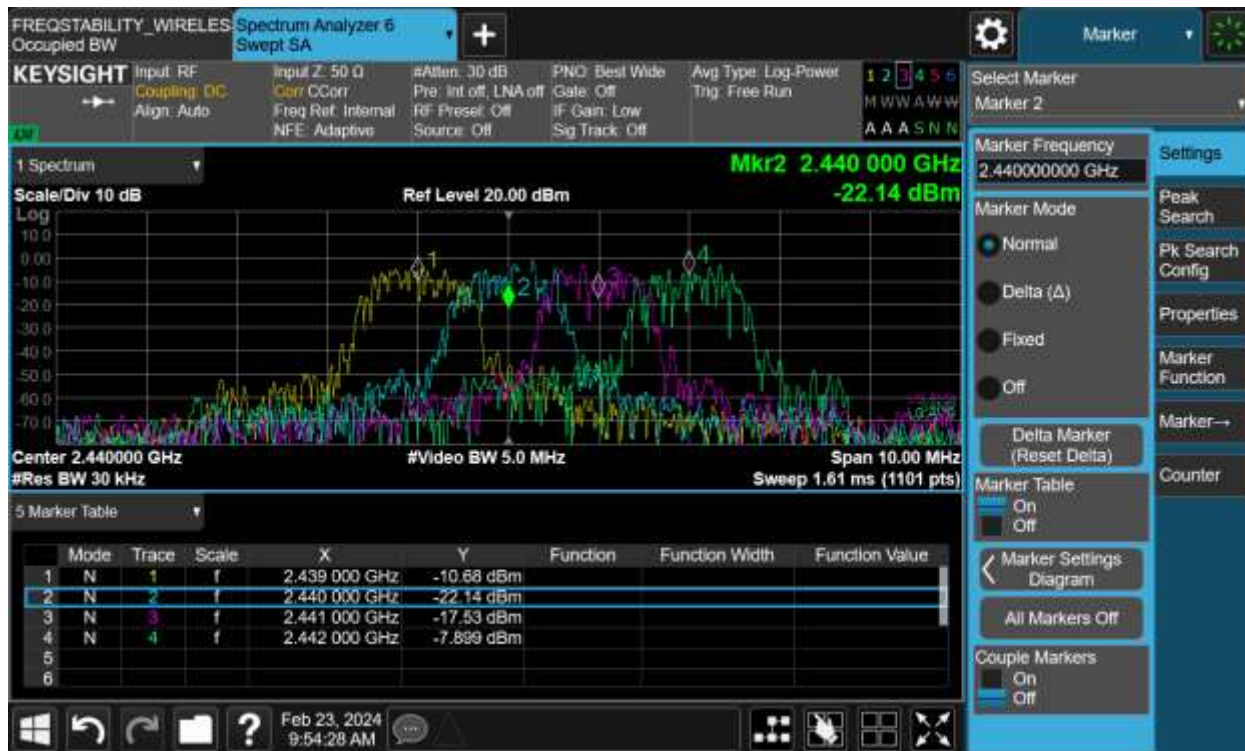 FREQSTABILITY_WIRELES
Occupied BW
Spectrum Analyzer 6
Swept SA
+
Marker
KEYSIGHT
Input: RF
Coupling: DC
Align: Auto
Input Z: 50 Ω
Corr CCorr
Freq Ref: Internal
NFE: Adaptive
#Atten: 30 dB
Pre: Int off, LNA off
RF Presel: Off
Source: Off
PNO: Best Wide
Gate: Off
IF Gain: Low
Sig Track: Off
Avg Type: Log-Power
Trig: Free Run
1 2 3 4 5 6
M W W A W W
A A A S N N
Select Marker
Marker 2
1 Spectrum
Mkr2 2.440 000 GHz
Scale/Div 10 dB
Ref Level 20.00 dBm
-22.14 dBm
Log
10.0
0.00
-10.0
-20.0
-30.0
-40.0
-50.0
-60.0
-70.0
1
2
3
4
Center 2.440000 GHz
#Video BW 5.0 MHz
Span 10.00 MHz
#Res BW 30 kHz
Sweep 1.61 ms (1101 pts)
5 Marker Table
Mode Trace Scale X Y Function Function Width Function Value
1 N 1 f 2.439 000 GHz -10.68 dBm
2 N 2 f 2.440 000 GHz -22.14 dBm
3 N 3 f 2.441 000 GHz -17.53 dBm
4 N 4 f 2.442 000 GHz -7.899 dBm
5
6
Marker Frequency
2.440000000 GHz
Marker Mode
Normal
Delta (Δ)
Fixed
Off
Delta Marker
(Reset Delta)
Marker Table
On
Off
Marker Settings
Diagram
All Markers Off
Couple Markers
On
Off
Settings
Peak
Search
Pk Search
Config
Properties
Marker
Function
Marker→
Counter
?
Feb 23, 2024
9:54:28 AM